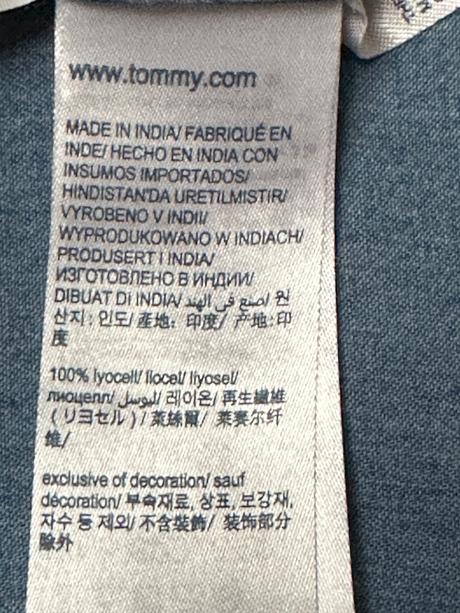 www.tommy.com
MADE IN INDIA/ FABRIQUÉ EN
INDE/ HECHO EN INDIA CON
INSUMOS IMPORTADOS/
HINDISTAN'DA URETILMISTIR/
VYROBENO V INDII/
WYPRODUKOWANO W INDIACH/
PRODUSERT I INDIA/
ИЗГОТОВЛЕНО В ИНДИИ/
DIBUAT DI INDIA/ صنع في الهند/ 원
산지: 인도/ 產地: 印度/ 产地:印
度
100% lyocell/ liocel/ liyosel/
лиоцелл/ ليوسل/ 레이온/ 再生繊維
(リヨセル)/ 萊絲爾/ 莱赛尔纤
维/
exclusive of decoration/ sauf
décoration/ 부속재료, 상표, 보강재,
자수 등 제외/ 不含裝飾/ 装饰部分
除外